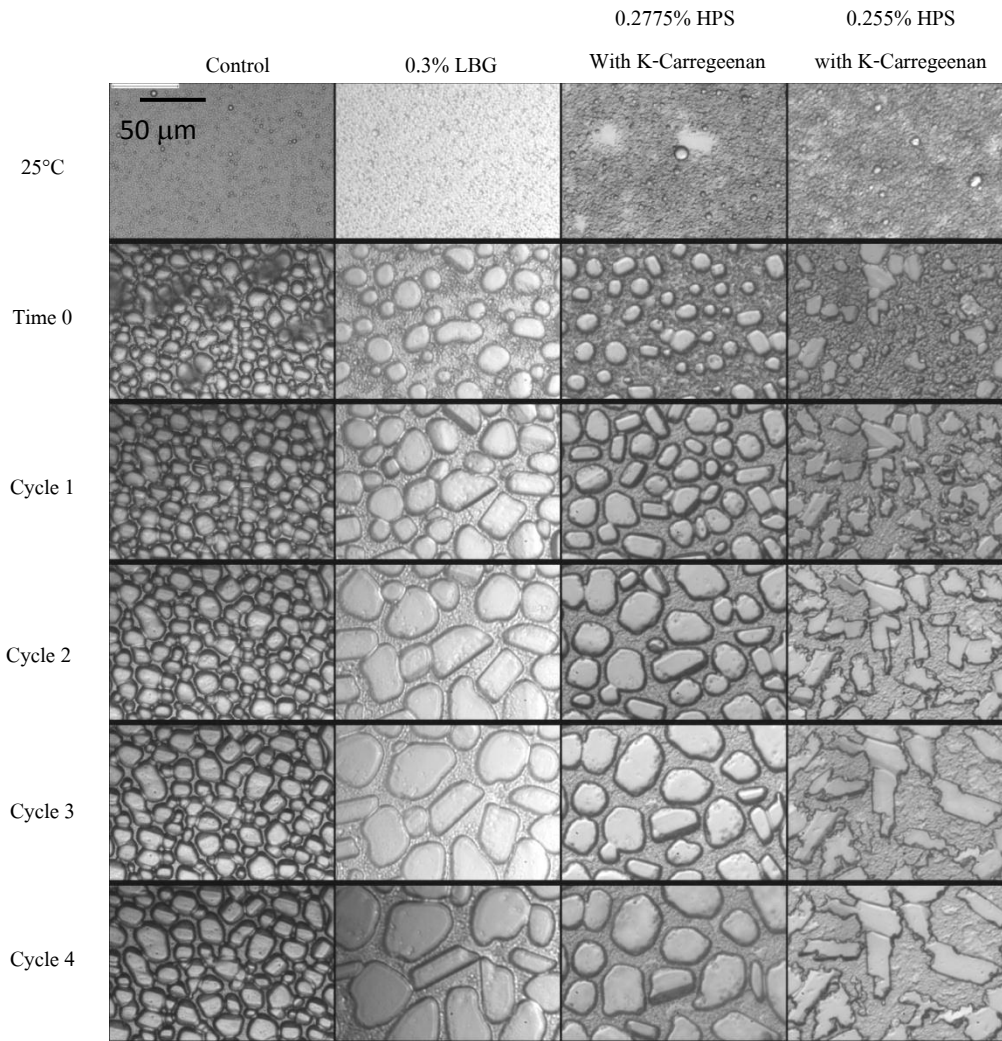 0.2775% HPS
0.255% HPS
Control
0.3% LBG
With K-Carregeenan
with K-Carregeenan
50 µm
25°C
Time 0
Cycle 1
Cycle 2
Cycle 3
Cycle 4